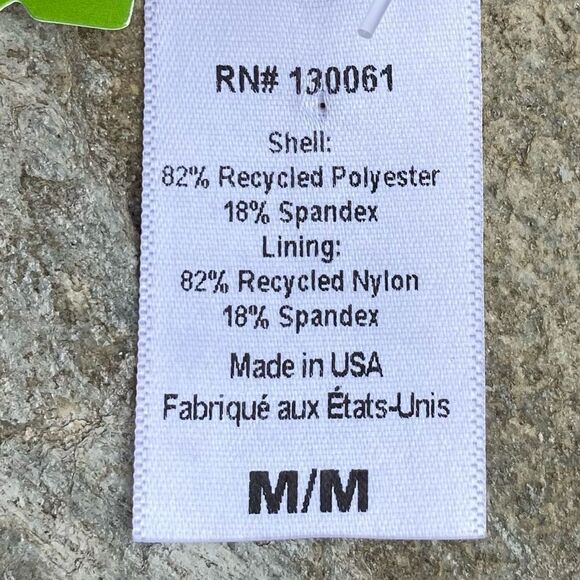 RN# 130061
Shell:
82% Recycled Polyester
18% Spandex
Lining:
82% Recycled Nylon
18% Spandex
Made in USA
Fabriqué aux États-Unis
M/M